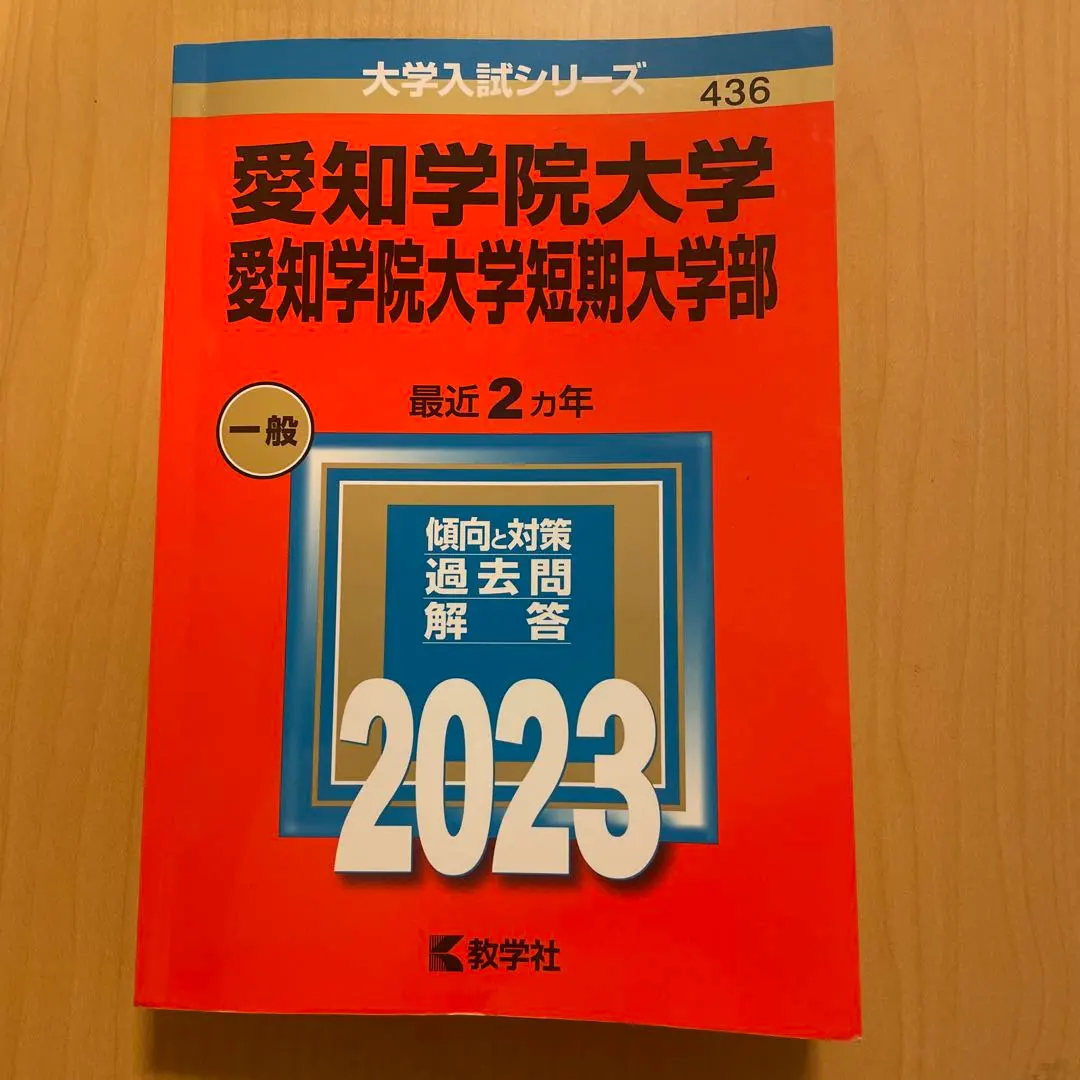 大学入試シリーズ
436
愛知学院大学
愛知学院大学短期大学部
最近2カ年
一般
傾向と対策
過去問
解答
2023
教学社